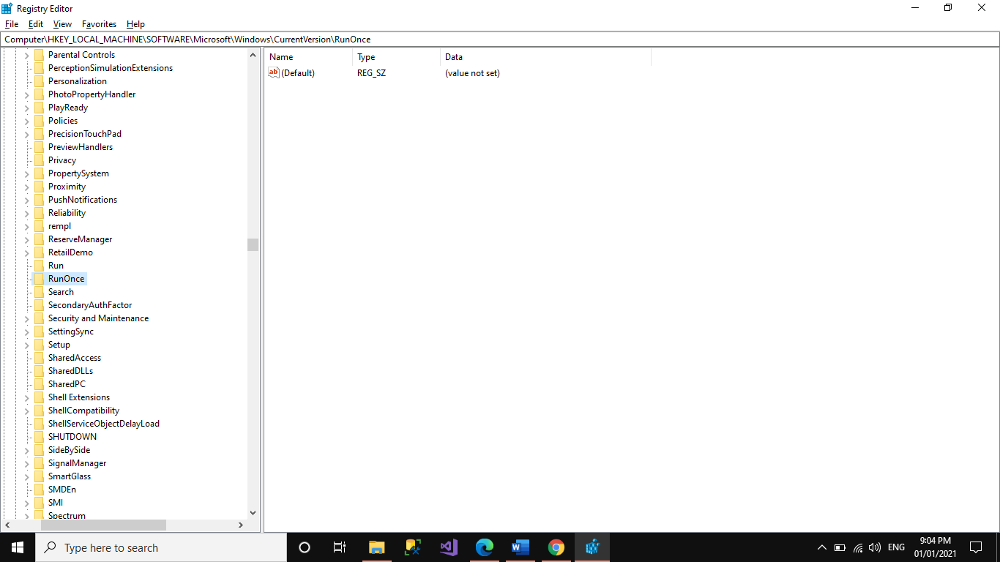 Registry Editor
File Edit View Favorites Help
Computer\HKEY_LOCAL_MACHINE\SOFTWARE\Microsoft\Windows\CurrentVersion\RunOnce
Parental Controls
PerceptionSimulationExtensions
Personalization
PhotoPropertyHandler
PlayReady
Policies
PrecisionTouchPad
PreviewHandlers
Privacy
PropertySystem
Proximity
PushNotifications
Reliability
rempl
ReserveManager
RetailDemo
Run
RunOnce
Search
SecondaryAuthFactor
Security and Maintenance
SettingSync
Setup
SharedAccess
SharedDLLs
SharedPC
Shell Extensions
ShellCompatibility
ShellServiceObjectDelayLoad
SHUTDOWN
SideBySide
SignalManager
SmartGlass
SMDEn
SMI
Spectrum
Name Type Data
ab (Default) REG_SZ (value not set)
Type here to search
W
ENG
9:04 PM
01/01/2021